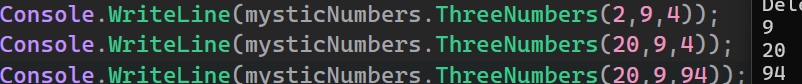 Console.WriteLine(mysticNumbers.ThreeNumbers(2,9,4));
Console.WriteLine(mysticNumbers.ThreeNumbers(20,9,4));
Console.WriteLine(mysticNumbers.ThreeNumbers(20,9,94));
9
20
94